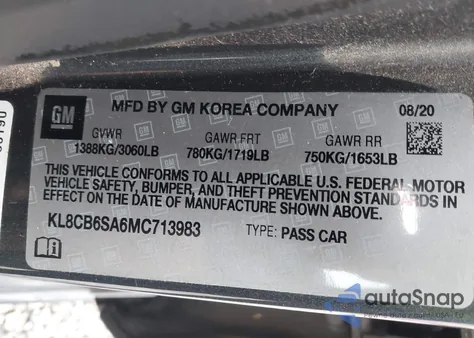 GM
MFD BY GM KOREA COMPANY
08/20
GVWR GAWR FRT GAWR RR
1388KG/3060LB 780KG/1719LB 750KG/1653LB
THIS VEHICLE CONFORMS TO ALL APPLICABLE U.S. FEDERAL MOTOR
VEHICLE SAFETY, BUMPER, AND THEFT PREVENTION STANDARDS IN
EFFECT ON THE DATE OF MANUFACTURE SHOWN ABOVE.
KL8CB6SA6MC713983 TYPE: PASS CAR
autoSnap